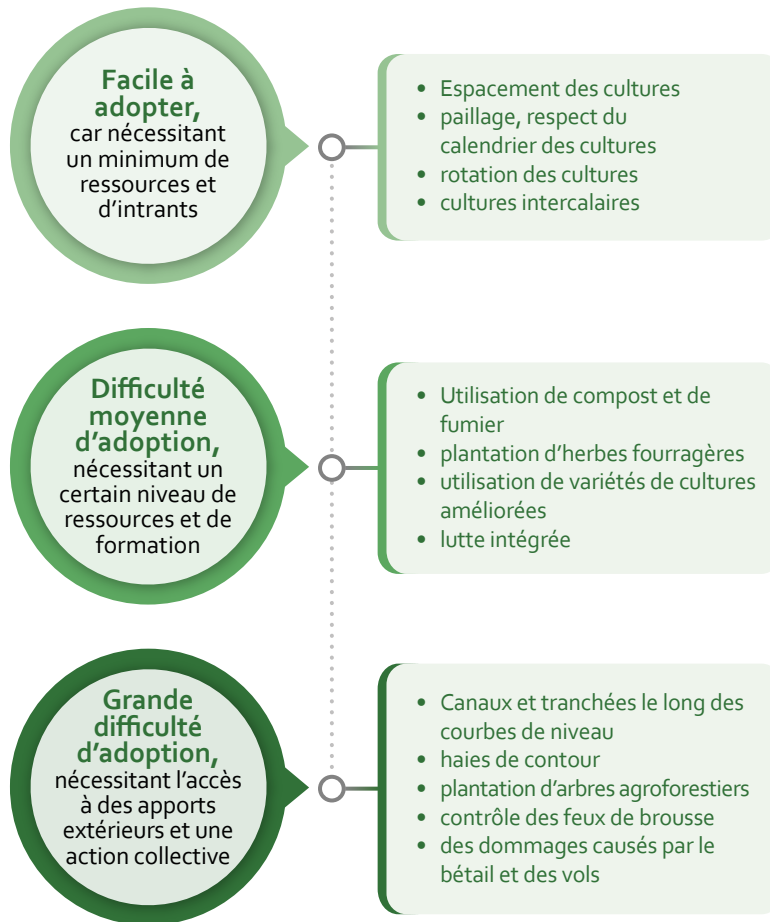 Facile à
adopter,
car nécessitant
un minimum de
ressources et
d'intrants
• Espacement des cultures
• paillage, respect du
calendrier des cultures
• rotation des cultures
• cultures intercalaires
Difficulté
moyenne
d'adoption,
nécessitant un
certain niveau de
ressources et de
formation
• Utilisation de compost et de
fumier
• plantation d'herbes fourragères
• utilisation de variétés de cultures
améliorées
• lutte intégrée
Grande
difficulté
d'adoption,
nécessitant l'accès
à des apports
extérieurs et une
action collective
• Canaux et tranchées le long des
courbes de niveau
• haies de contour
• plantation d'arbres agroforestiers
• contrôle des feux de brousse
• des dommages causés par le
bétail et des vols